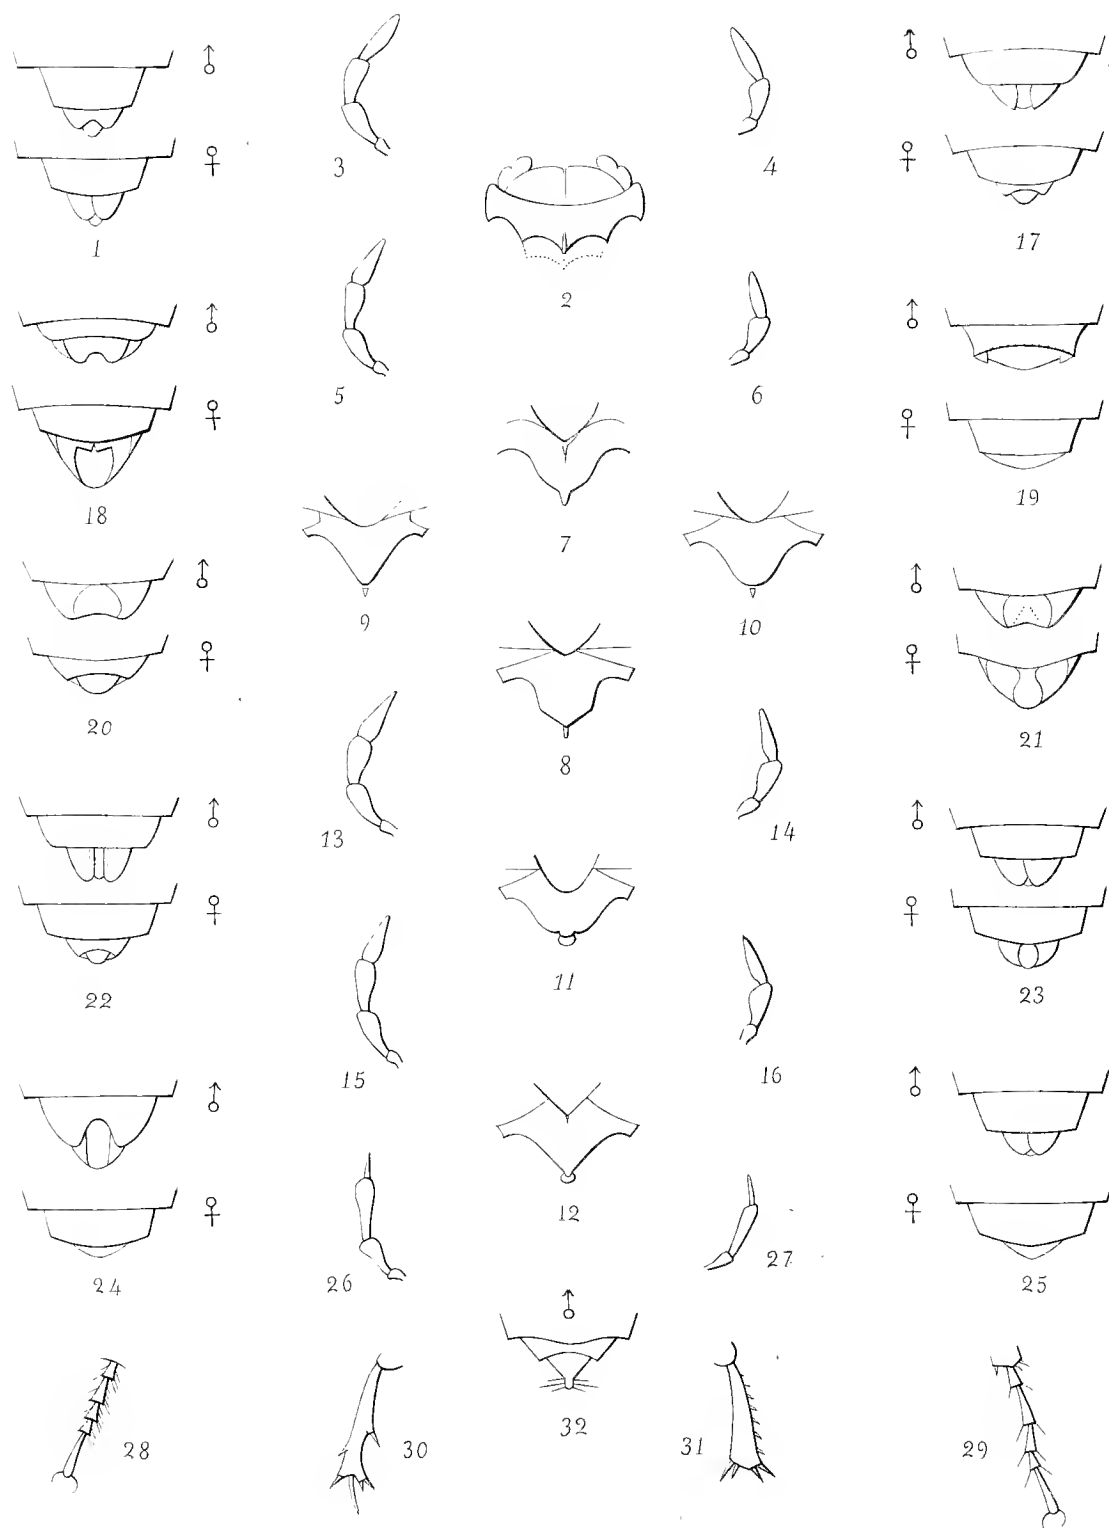 ♂ ♂
3 4
♀ ♀
1 2 17
♂ 5 6 ♂
♀ ♀
18 7 19
9 10
♂ ♂
♀ 8 ♀
20 21
13 14
♂ ♂
♀ ♀
22 11 23
15 16
♂ ♂
♀ 12 ♀
24 26 27 25
♂
28 30 32 31 29